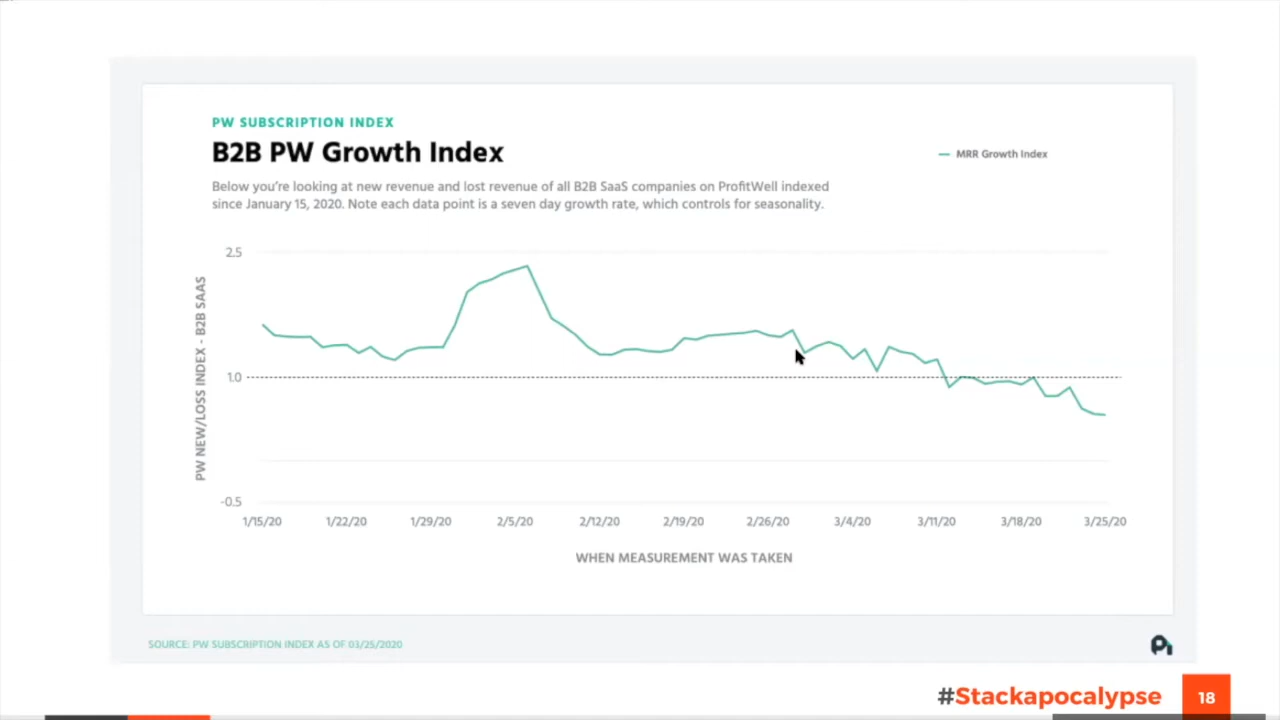 PW SUBSCRIPTION INDEX
B2B PW Growth Index
MRR Growth Index
Below you're looking at new revenue and lost revenue of all B2B SaaS companies on ProfitWell indexed
since January 15, 2020. Note each data point is a seven day growth rate, which controls for seasonality.
PW NEW/LOSS INDEX - B2B SAAS
2.5
1.0
-0.5
1/15/20 1/22/20 1/29/20 2/5/20 2/12/20 2/19/20 2/26/20 3/4/20 3/11/20 3/18/20 3/25/20
WHEN MEASUREMENT WAS TAKEN
SOURCE: PW SUBSCRIPTION INDEX AS OF 03/25/2020
#Stackapocalypse
18